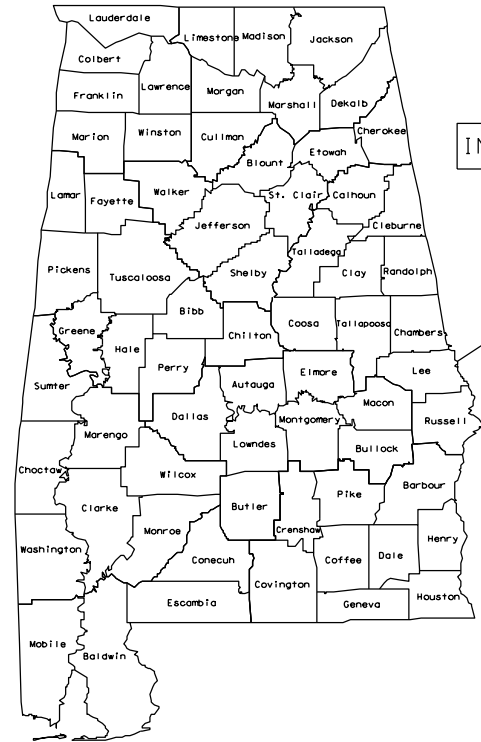 Lauderdale
Limestone
Madison
Jackson
Colbert
Lawrence
Franklin
Morgan
Marshall
Dekalb
Marion
Winston
Cullman
Cherokee
Etowah
Blount
IN
Lamar
Fayette
Walker
St. Clair
Calhoun
Jefferson
Cleburne
Talladega
Pickens
Tuscaloosa
Shelby
Clay
Randolph
Bibb
Greene
Hale
Chilton
Coosa
Tallapoosa
Chambers
Perry
Lee
Sumter
Autauga
Elmore
Macon
Dallas
Montgomery
Russell
Marengo
Lowndes
Bullock
Choctaw
Wilcox
Barbour
Clarke
Butler
Pike
Monroe
Crenshaw
Washington
Conecuh
Coffee
Dale
Henry
Covington
Escambia
Geneva
Houston
Mobile
Baldwin